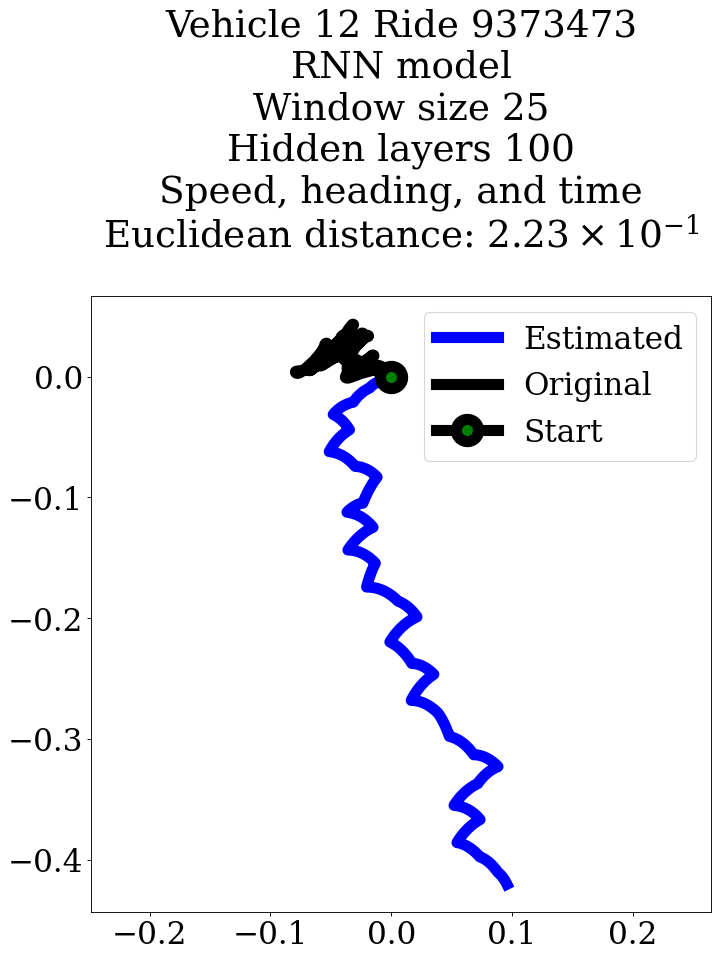 Vehicle 12 Ride 9373473
RNN model
Window size 25
Hidden layers 100
Speed, heading, and time
Euclidean distance: 2.23 × 10⁻¹
Estimated
Original
Start
0.0
−0.1
−0.2
−0.3
−0.4
−0.2 −0.1 0.0 0.1 0.2